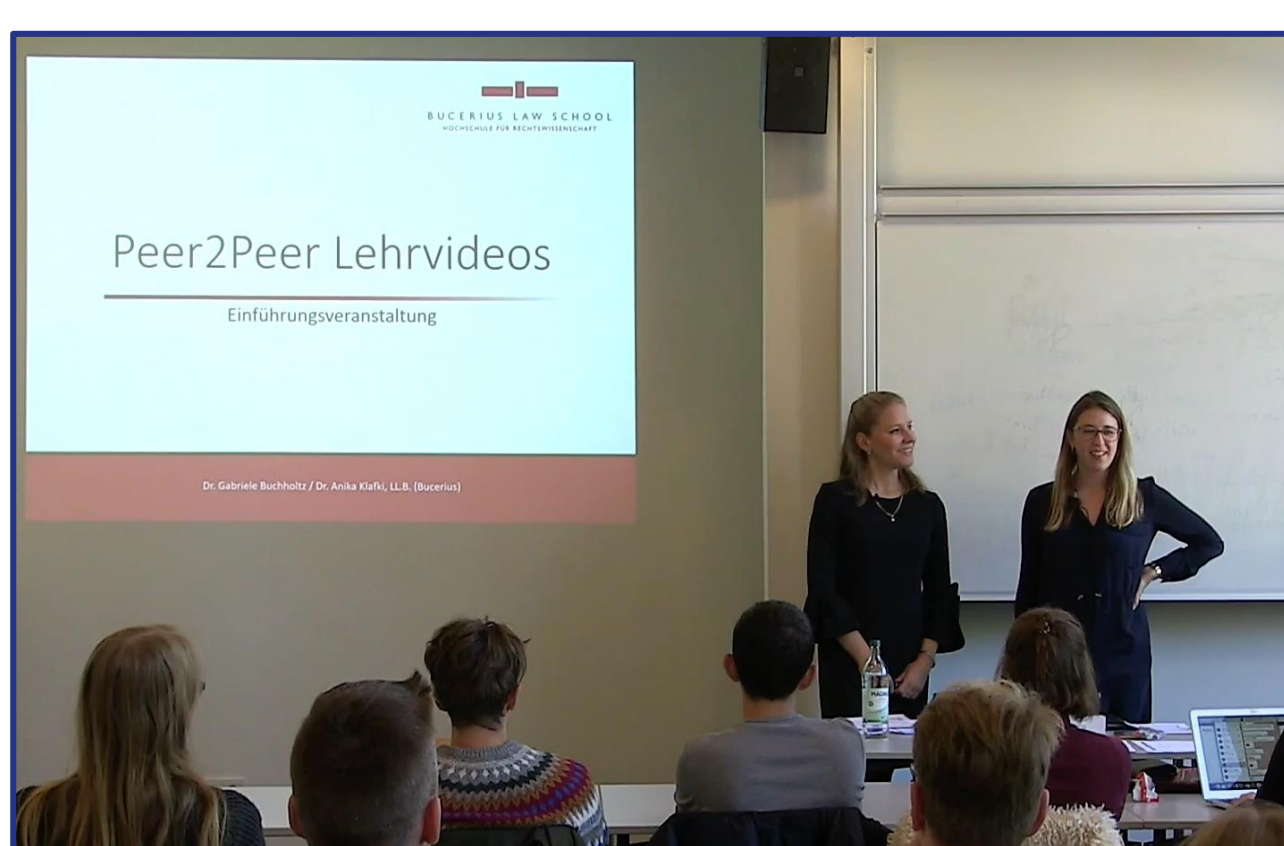 BUCERIUS LAW SCHOOL
HOCHSCHULE FÜR RECHTSWISSENSCHAFT
Peer2Peer Lehrvideos
Einführungsveranstaltung
Dr. Gabriele Buchholtz / Dr. Anika Klafki, LL.B. (Bucerius)